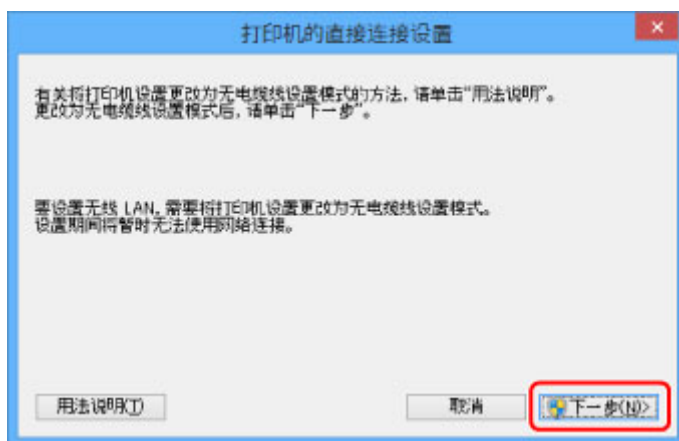 打印机的直接连接设置
有关将打印机设置更改为无电缆线设置模式的方法，请单击“用法说明”。
更改为无电缆线设置模式后，请单击“下一步”。
要设置无线 LAN，需要将打印机设置更改为无电缆线设置模式。
设置期间将暂时无法使用网络连接。
用法说明(T)
取消
下一步(N)>